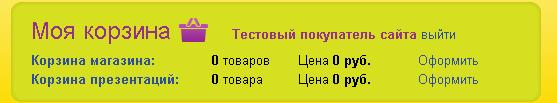 Моя корзина Тестовый покупатель сайта выйти
Корзина магазина: 0 товаров Цена 0 руб. Оформить
Корзина презентаций: 0 товара Цена 0 руб. Оформить